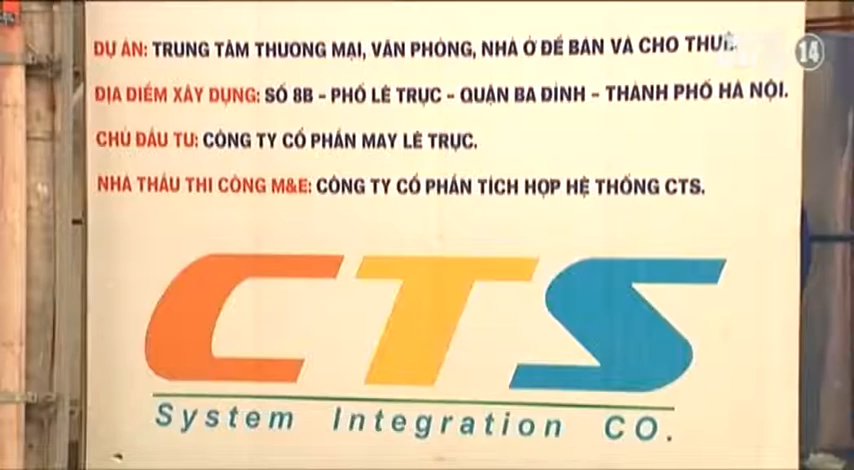 DỰ ÁN: TRUNG TÂM THƯƠNG MẠI, VĂN PHÒNG, NHÀ Ở ĐỂ BÁN VÀ CHO THUÊ.
14
ĐỊA ĐIỂM XÂY DỰNG: SỐ 8B - PHỐ LÊ TRỰC - QUẬN BA ĐÌNH - THÀNH PHỐ HÀ NỘI.
CHỦ ĐẦU TƯ: CÔNG TY CỔ PHẦN MAY LÊ TRỰC.
NHÀ THẦU THI CÔNG M&E: CÔNG TY CỔ PHẦN TÍCH HỢP HỆ THỐNG CTS.
CTS
System Integration CO.